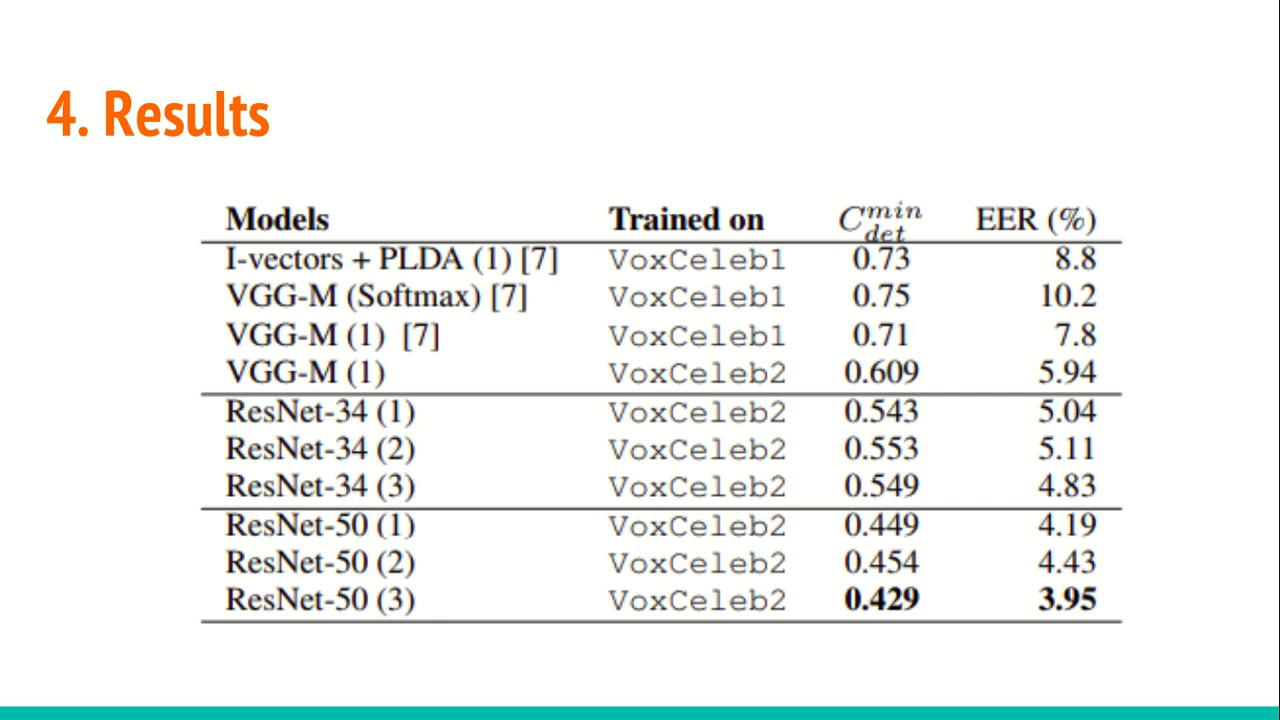 4. Results
Models Trained on C_{det}^{min} EER (%)
I-vectors + PLDA (1) [7] VoxCeleb1 0.73 8.8
VGG-M (Softmax) [7] VoxCeleb1 0.75 10.2
VGG-M (1) [7] VoxCeleb1 0.71 7.8
VGG-M (1) VoxCeleb2 0.609 5.94
ResNet-34 (1) VoxCeleb2 0.543 5.04
ResNet-34 (2) VoxCeleb2 0.553 5.11
ResNet-34 (3) VoxCeleb2 0.549 4.83
ResNet-50 (1) VoxCeleb2 0.449 4.19
ResNet-50 (2) VoxCeleb2 0.454 4.43
ResNet-50 (3) VoxCeleb2 0.429 3.95